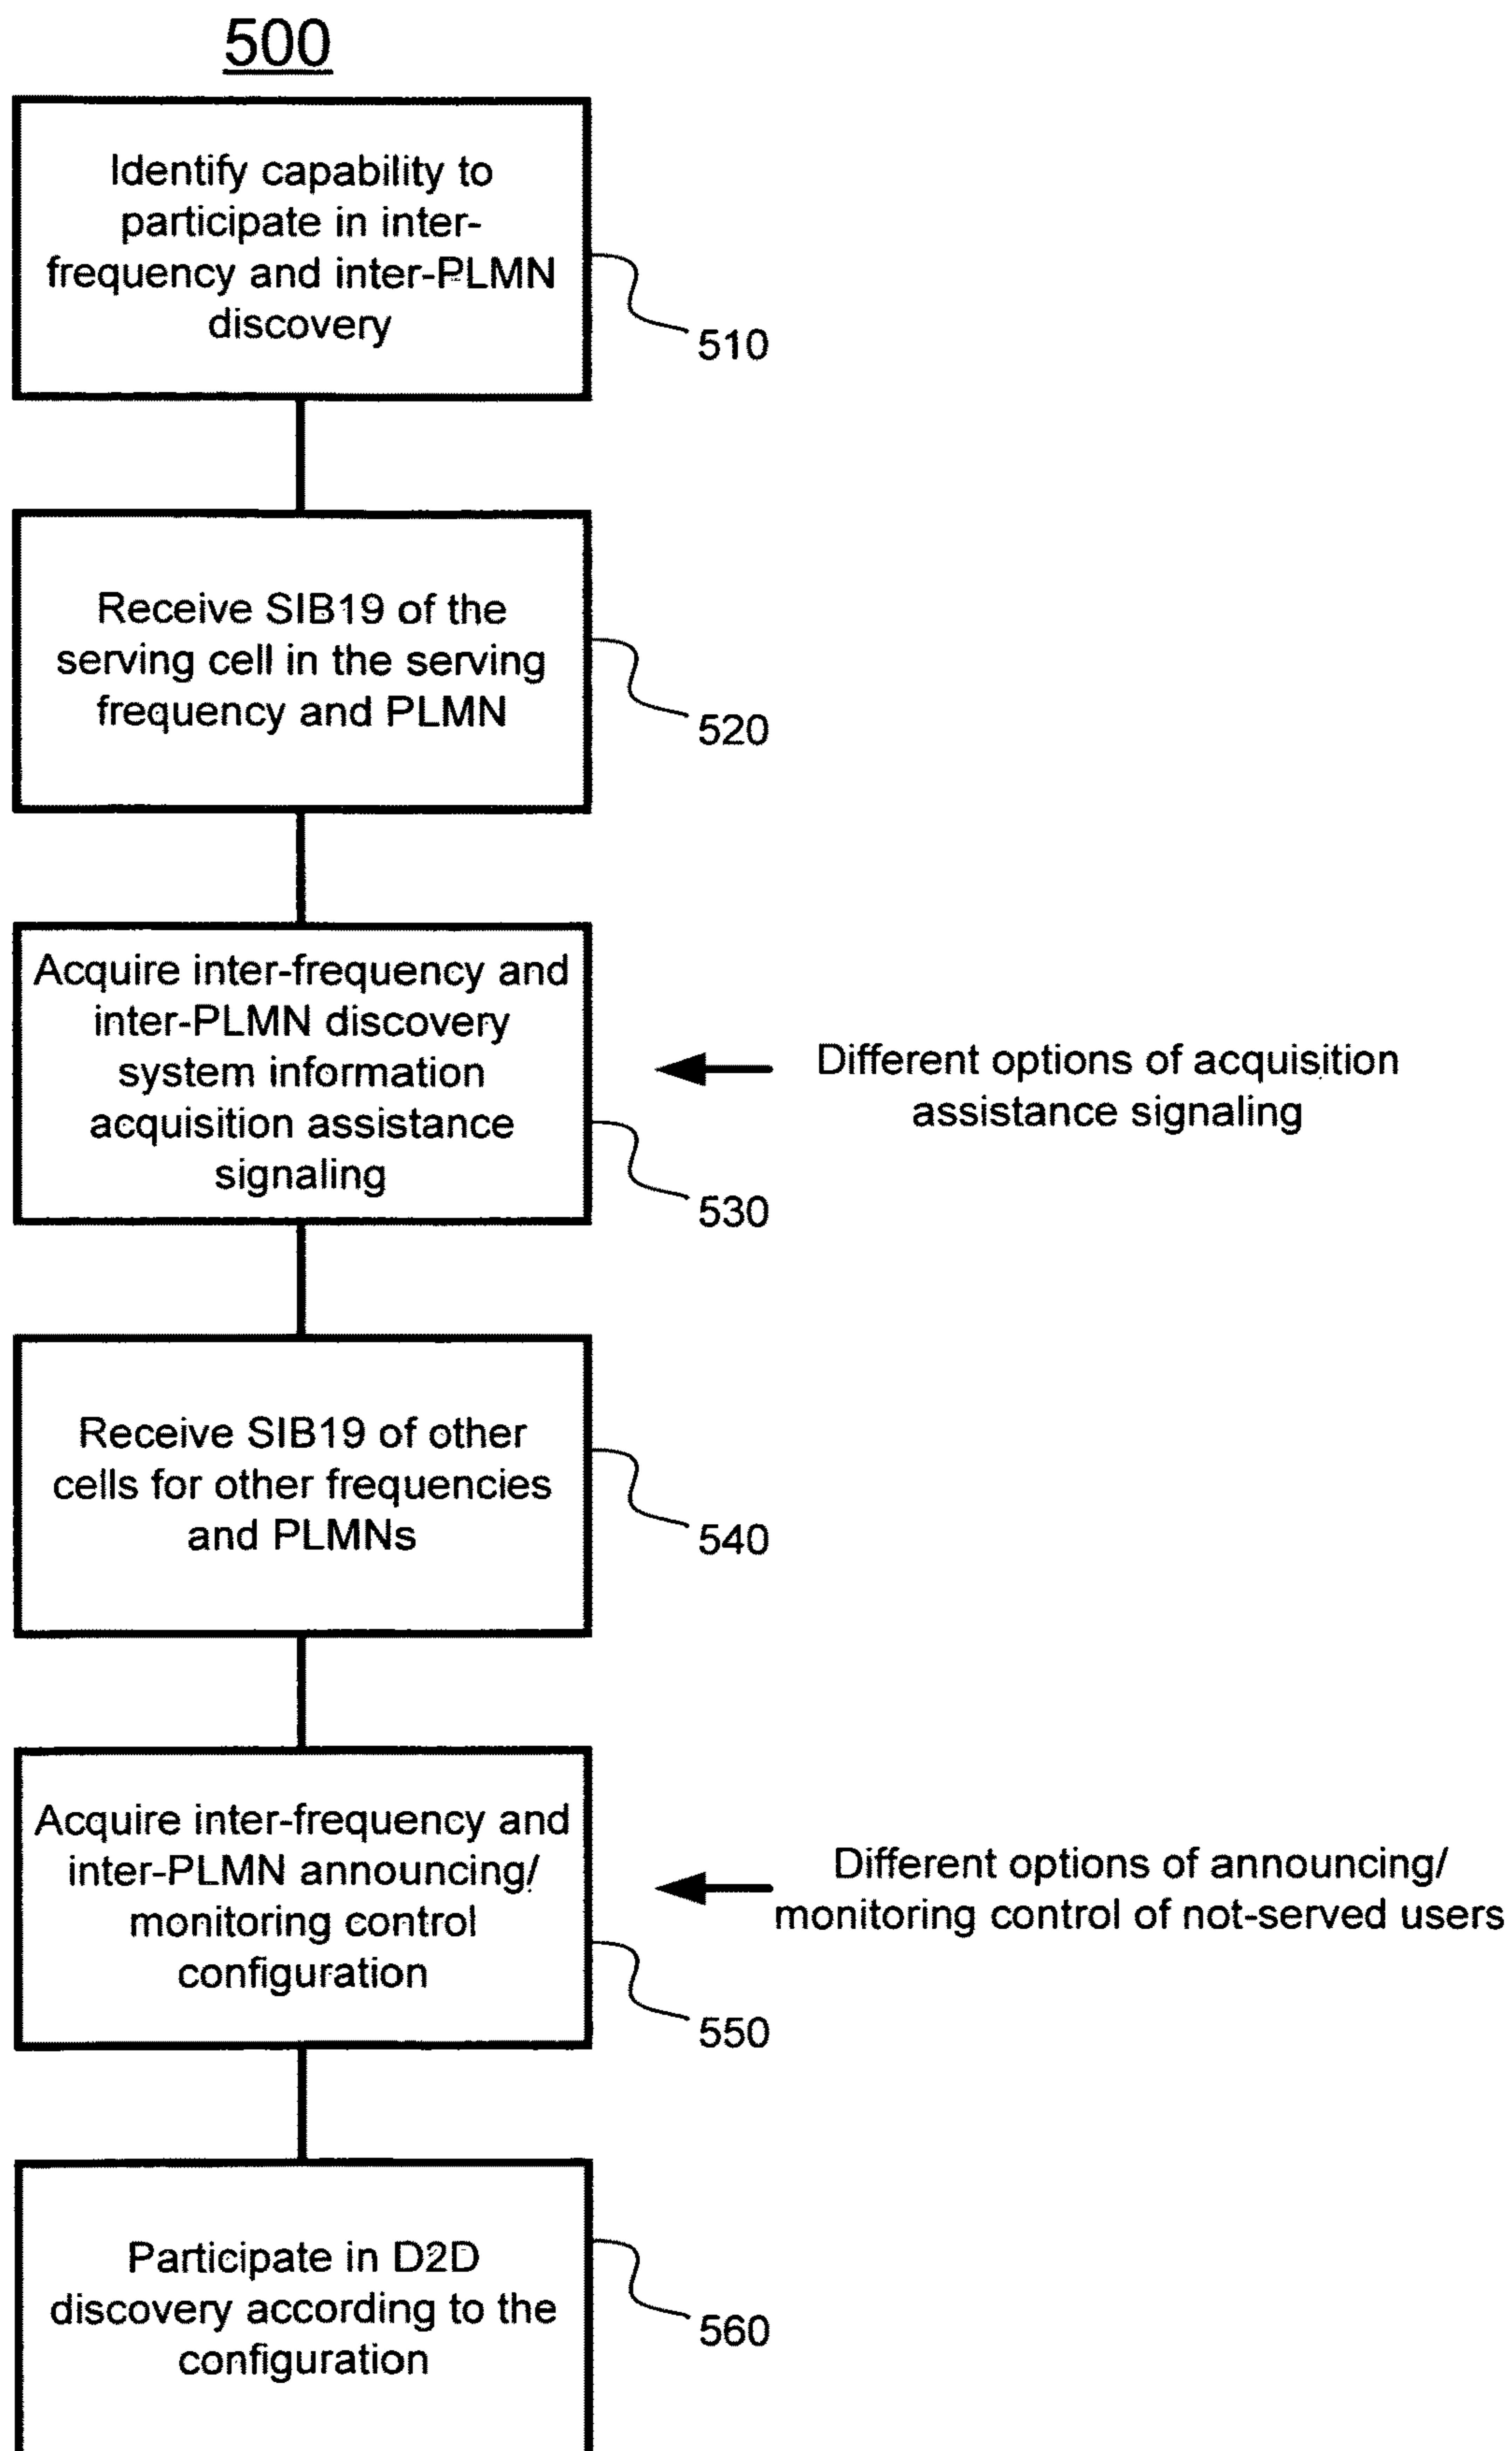 500
Identify capability to
participate in inter-
frequency and inter-PLMN
discovery
510
Receive SIB19 of the
serving cell in the serving
frequency and PLMN
520
Acquire inter-frequency and
inter-PLMN discovery
system information
acquisition assistance
signaling
530
Different options of acquisition
assistance signaling
Receive SIB19 of other
cells for other frequencies
and PLMNs
540
Acquire inter-frequency and
inter-PLMN announcing/
monitoring control
configuration
550
Different options of announcing/
monitoring control of not-served users
Participate in D2D
discovery according to the
configuration
560